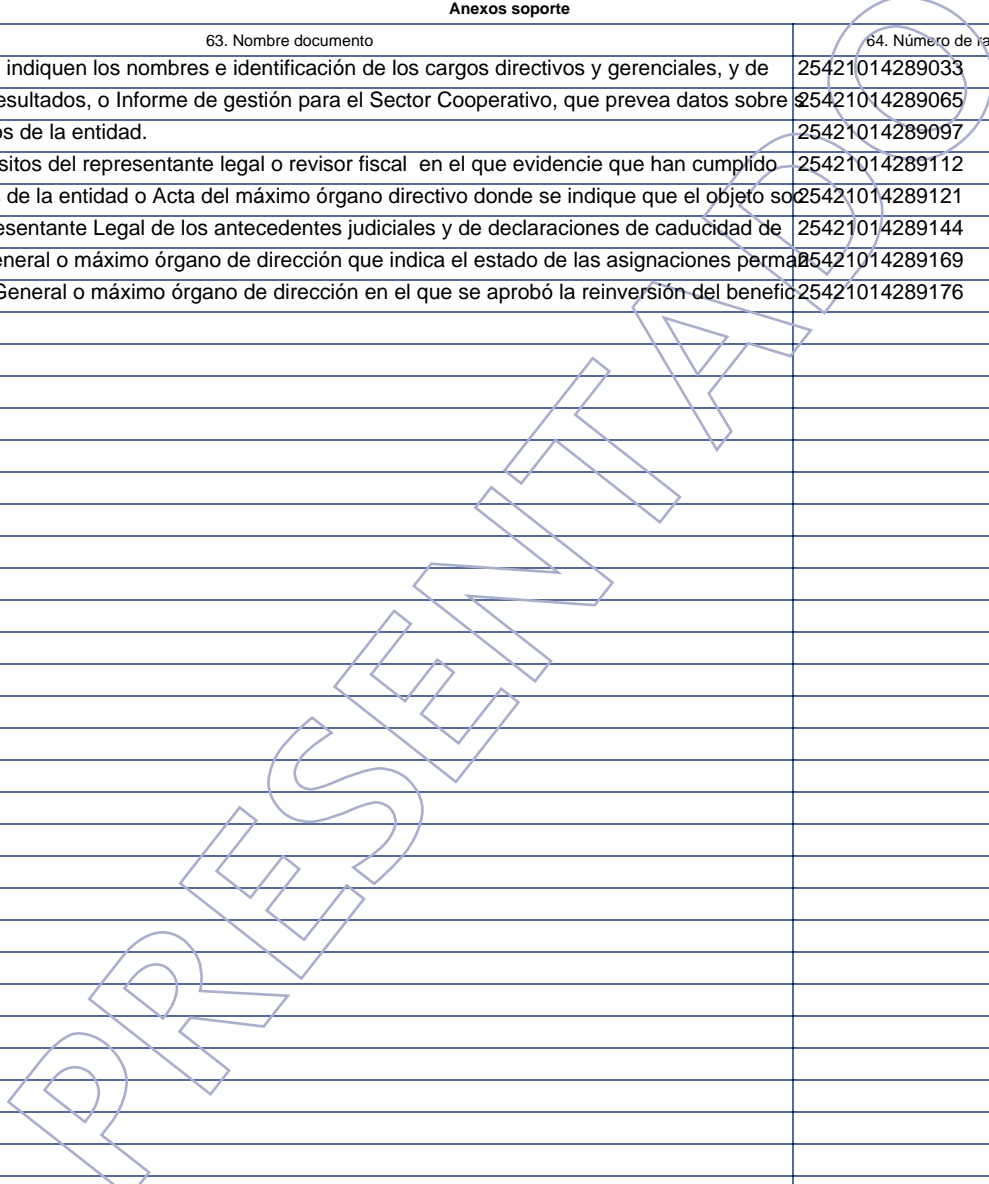 Anexos soporte
63. Nombre documento 64. Número de ra
indiquen los nombres e identificación de los cargos directivos y gerenciales, y de 25421014289033
esultados, o Informe de gestión para el Sector Cooperativo, que prevea datos sobre s 25421014289065
os de la entidad. 25421014289097
sitos del representante legal o revisor fiscal en el que evidencie que han cumplido 25421014289112
de la entidad o Acta del máximo órgano directivo donde se indique que el objeto soc 25421014289121
esentante Legal de los antecedentes judiciales y de declaraciones de caducidad de 25421014289144
eneral o máximo órgano de dirección que indica el estado de las asignaciones perman 25421014289169
General o máximo órgano de dirección en el que se aprobó la reinversión del benefic 25421014289176
PRESENTADO